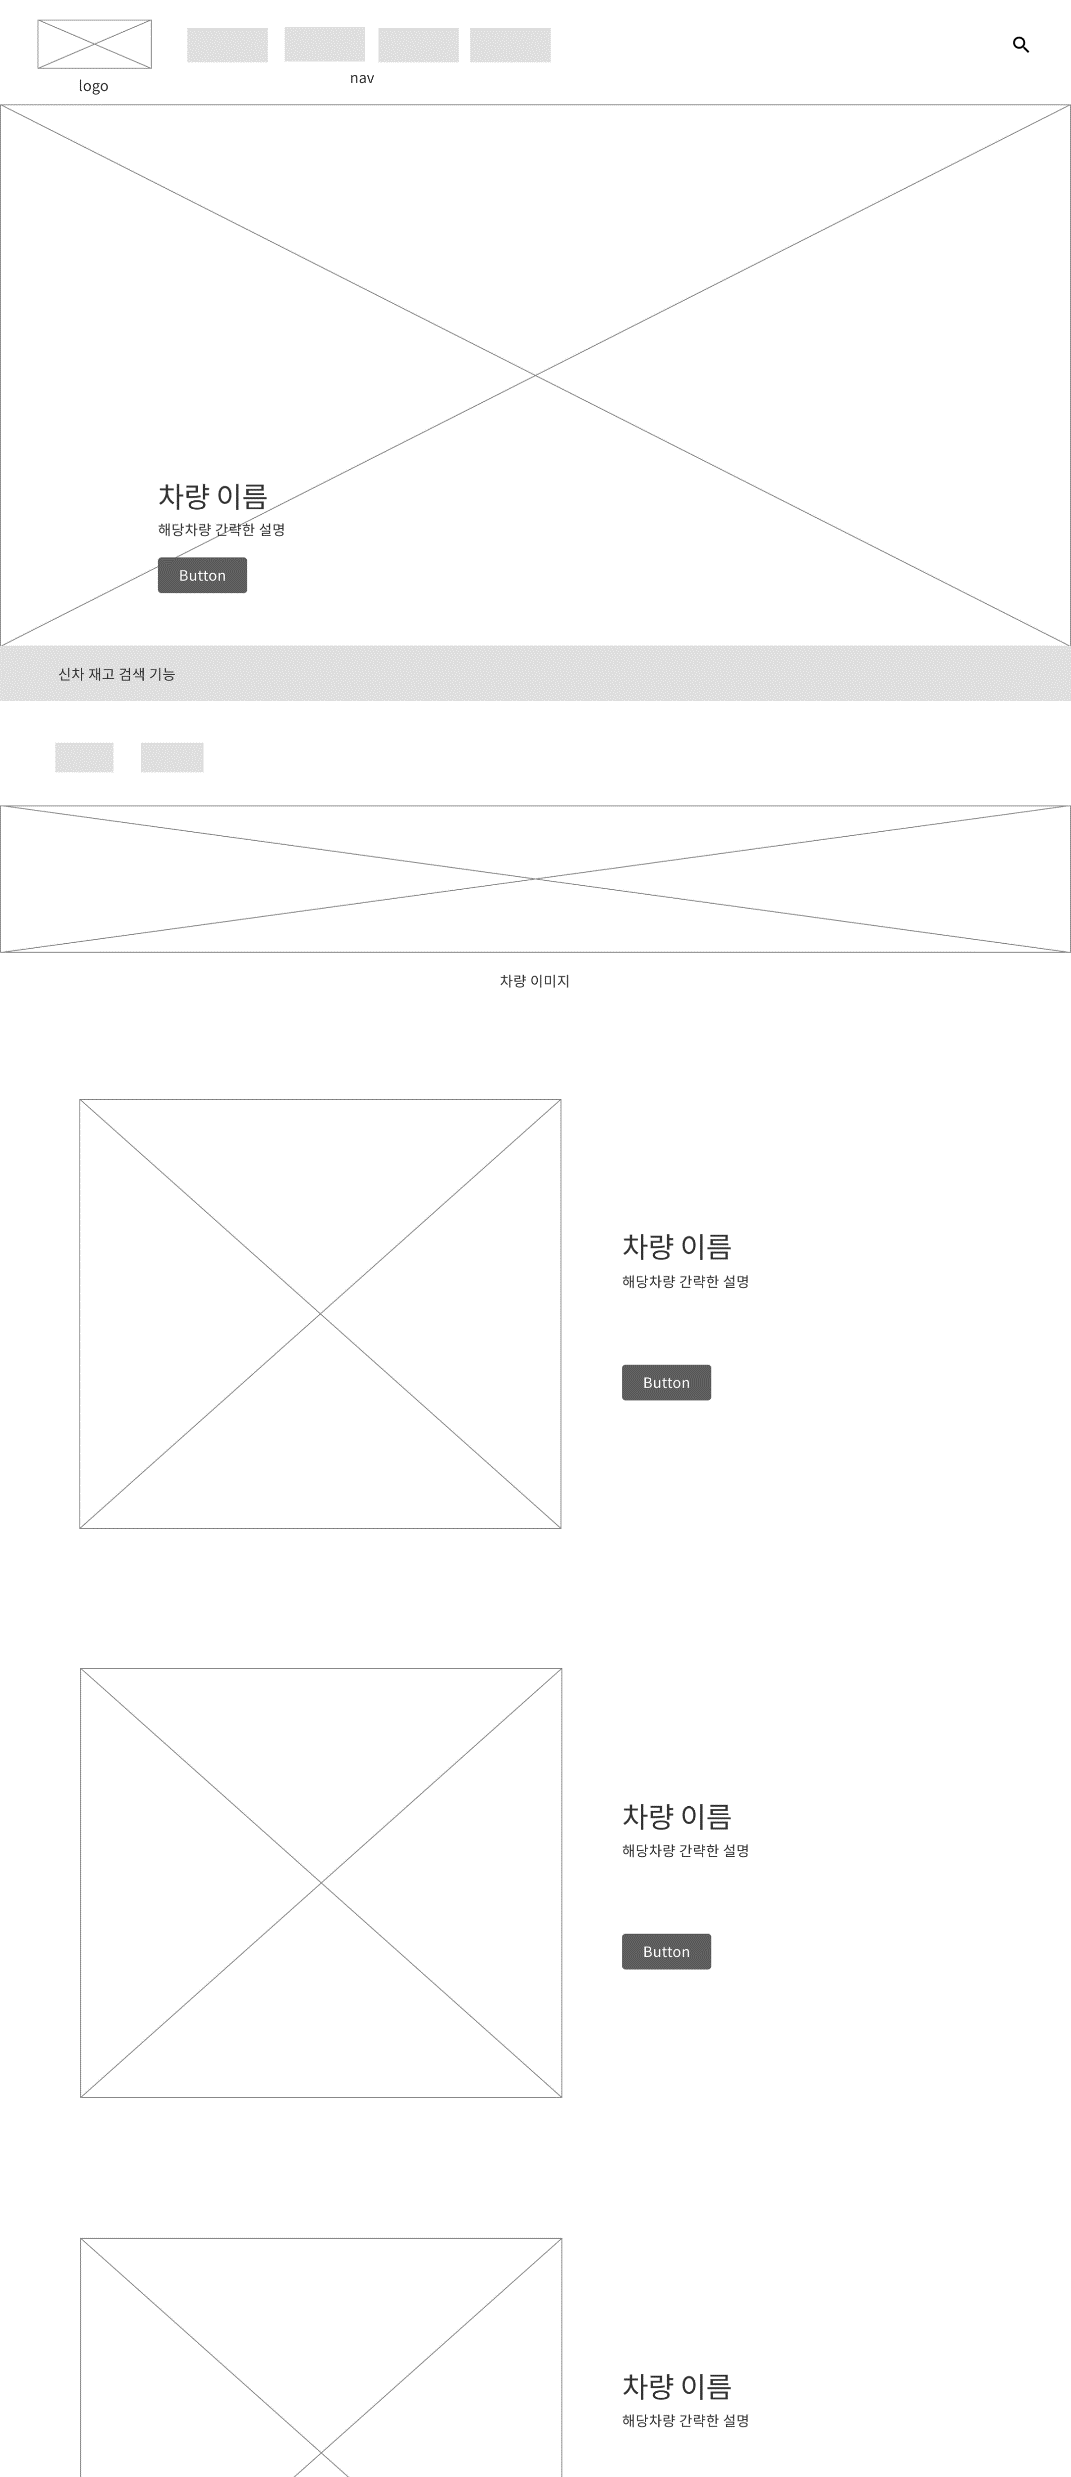 logo
nav
차량 이름
해당차량 간략한 설명
Button
신차 재고 검색 기능
차량 이미지
차량 이름
해당차량 간략한 설명
Button
차량 이름
해당차량 간략한 설명
Button
차량 이름
해당차량 간략한 설명